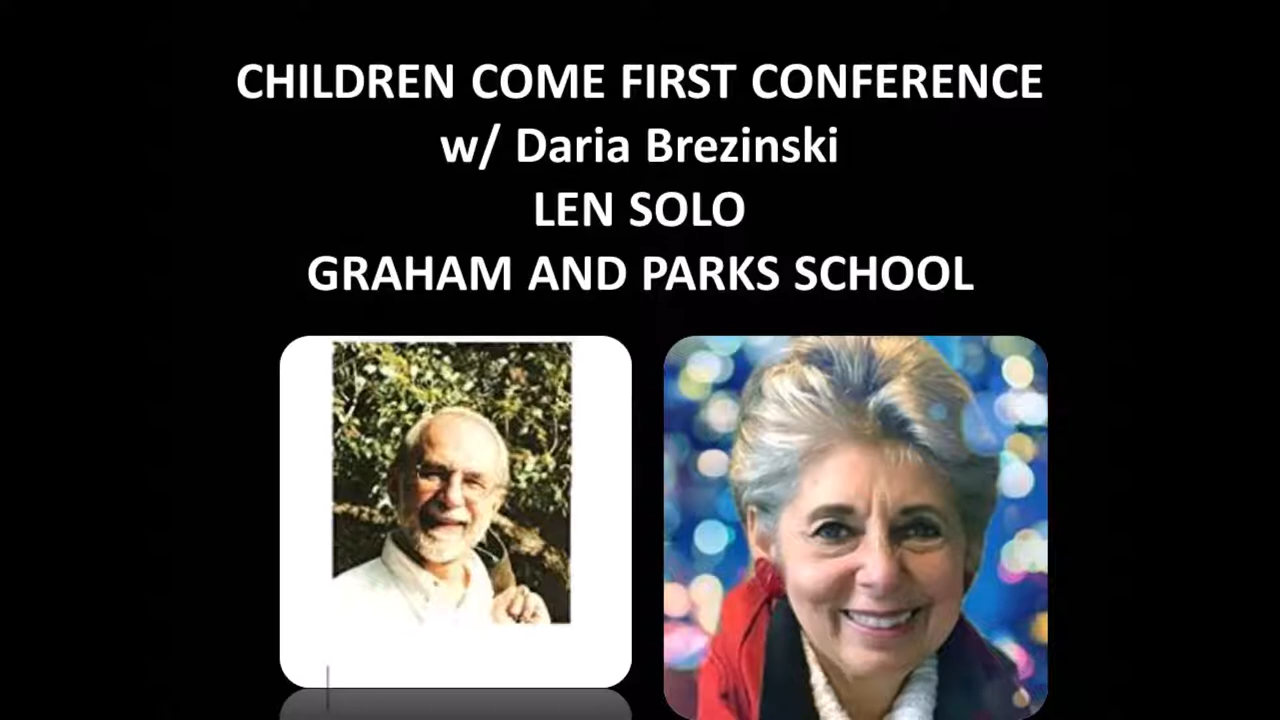 CHILDREN COME FIRST CONFERENCE
w/ Daria Brezinski
LEN SOLO
GRAHAM AND PARKS SCHOOL